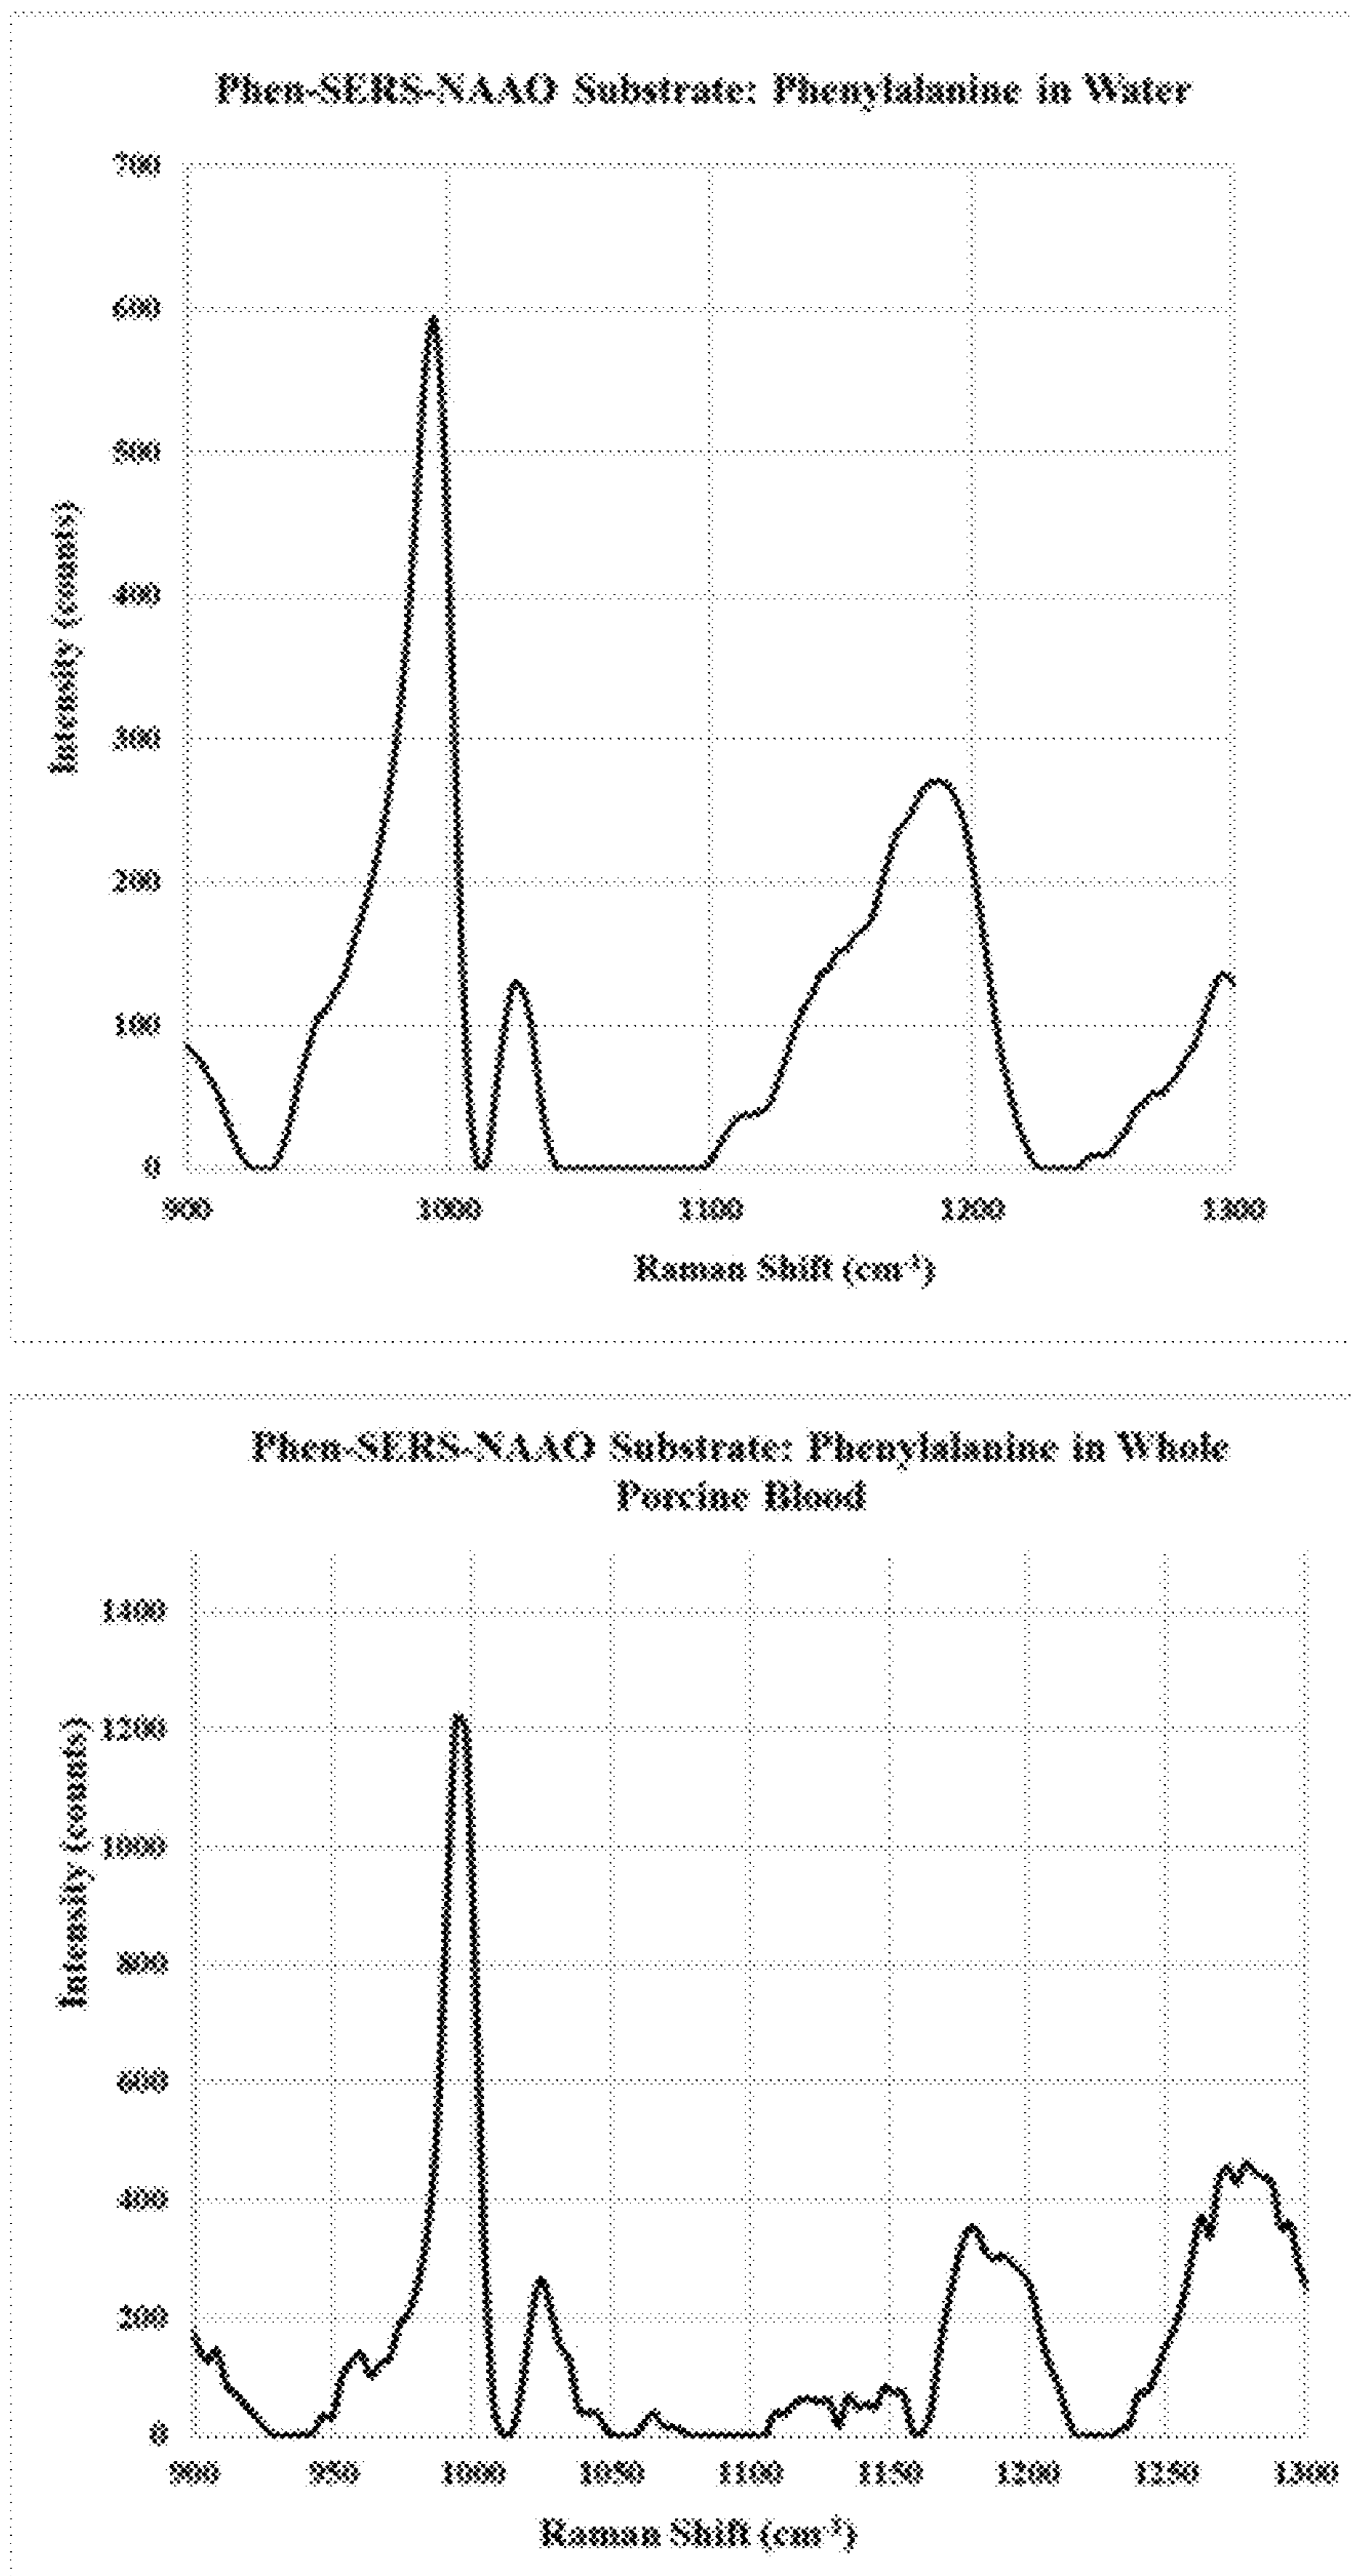 Phen-SERS-NAAO Substrate: Phenylalanine in Water
700
600
500
400
300
200
100
0
Intensity (counts)
900 1000 1100 1200 1300
Raman Shift (cm⁻¹)
Phen-SERS-NAAO Substrate: Phenylalanine in Whole
Porcine Blood
1400
1200
1000
800
600
400
200
0
Intensity (counts)
900 950 1000 1050 1100 1150 1200 1250 1300
Raman Shift (cm⁻¹)